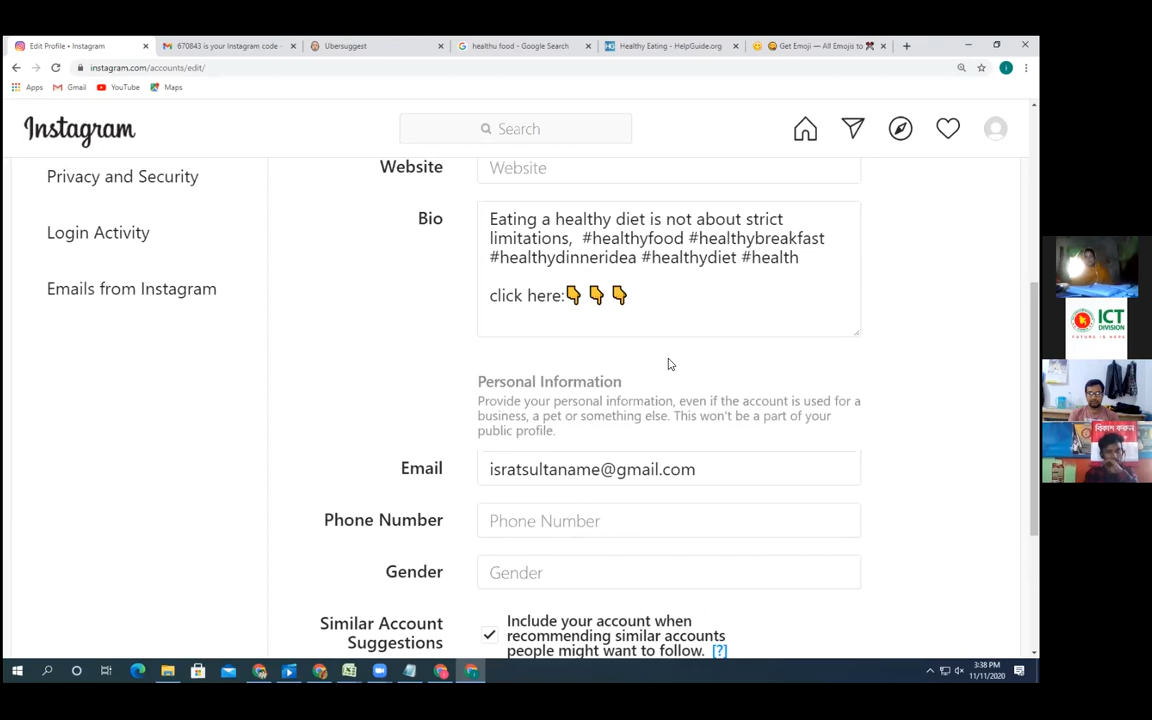 Edit Profile • Instagram
670843 is your Instagram code -
Ubersuggest
healthu food - Google Search
Healthy Eating - HelpGuide.org
Get Emoji — All Emojis to
instagram.com/accounts/edit/
Apps
Gmail
YouTube
Maps
Instagram
Search
Privacy and Security
Login Activity
Emails from Instagram
Website
Website
Bio
Eating a healthy diet is not about strict
limitations,  #healthyfood #healthybreakfast
#healthydinneridea #healthydiet #health
click here:👇 👇 👇
Personal Information
Provide your personal information, even if the account is used for a
business, a pet or something else. This won't be a part of your
public profile.
Email
isratsultaname@gmail.com
Phone Number
Phone Number
Gender
Gender
Similar Account
Suggestions
Include your account when
recommending similar accounts
people might want to follow. [?]
ICT
DIVISION
FUTURE IS HERE
বিকাশ করুন
3:38 PM
11/11/2020